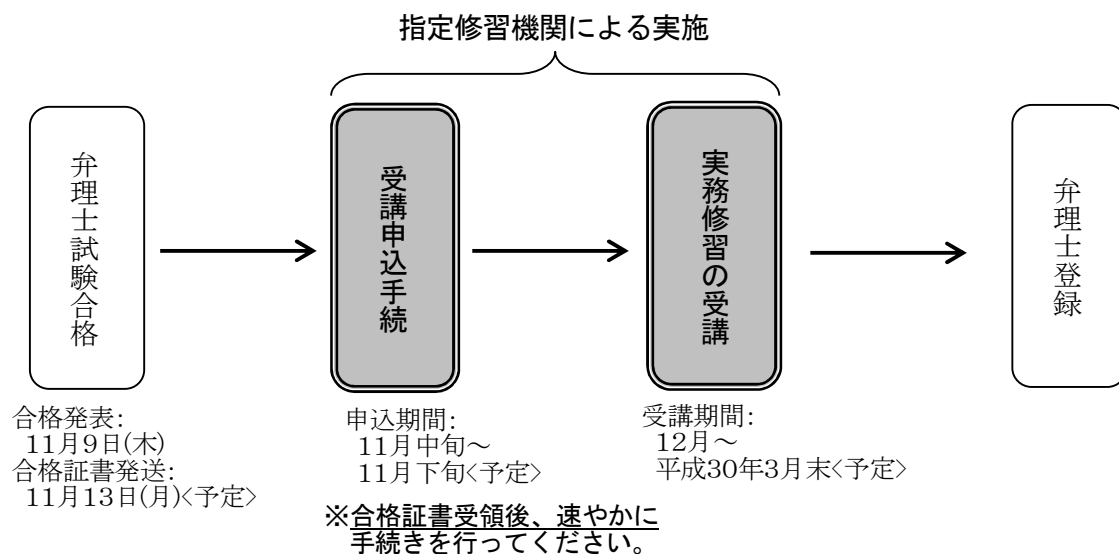 指定修習機関による実施
弁理士試験合格
受講申込手続
実務修習の受講
弁理士登録
合格発表:
11月9日(木)
合格証書発送:
11月13日(月)<予定>
申込期間:
11月中旬～
11月下旬<予定>
※合格証書受領後、速やかに
手続きを行ってください。
受講期間:
12月～
平成30年3月末<予定>